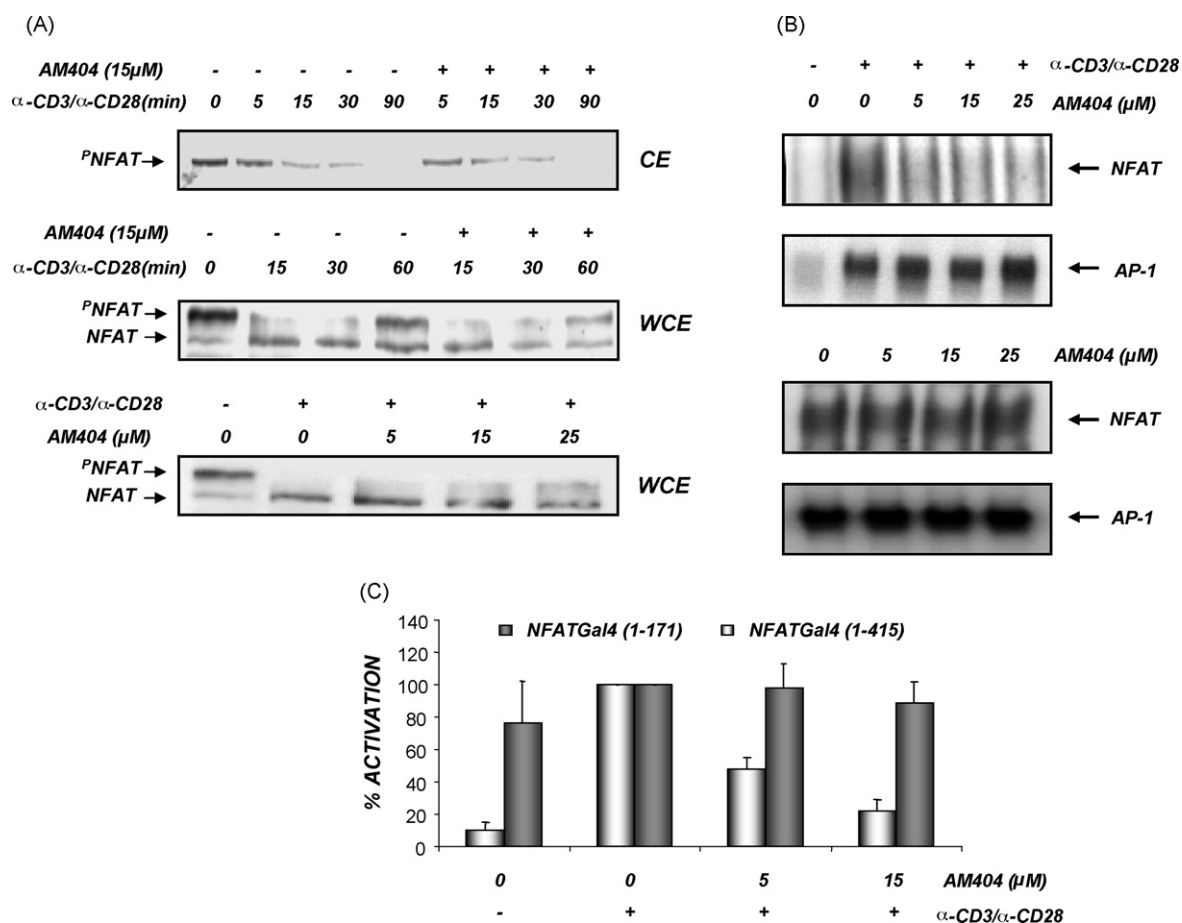 (A)
AM404 (15µM) - - - - - + + + +
α-CD3/α-CD28(min) 0 5 15 30 90 5 15 30 90
PNFAT
CE
AM404 (15µM) - - - - + + +
α-CD3/α-CD28(min) 0 15 30 60 15 30 60
PNFAT
NFAT
WCE
α-CD3/α-CD28 - + + + +
AM404 (µM) 0 0 5 15 25
PNFAT
NFAT
WCE
(B)
- + + + + α-CD3/α-CD28
0 0 5 15 25 AM404 (µM)
NFAT
AP-1
0 5 15 25 AM404 (µM)
NFAT
AP-1
(C)
NFATGal4 (1-171) NFATGal4 (1-415)
% ACTIVATION
140
120
100
80
60
40
20
0
0 0 5 15 AM404 (µM)
- + + + α-CD3/α-CD28